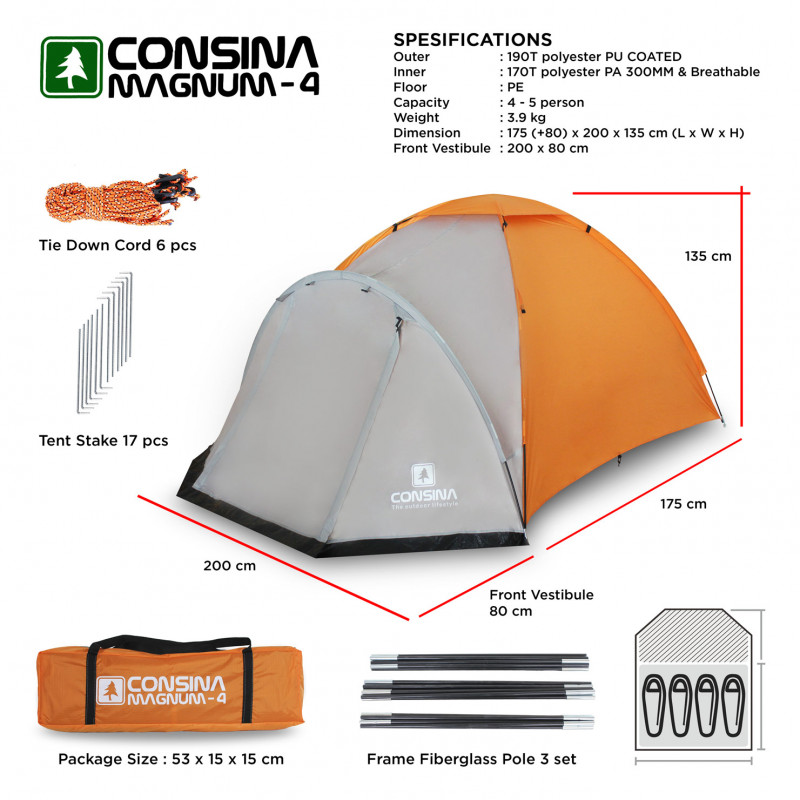 CONSINA
MAGNUM-4
SPESIFICATIONS
Outer : 190T polyester PU COATED
Inner : 170T polyester PA 300MM & Breathable
Floor : PE
Capacity : 4 - 5 person
Weight : 3.9 kg
Dimension : 175 (+80) x 200 x 135 cm (L x W x H)
Front Vestibule : 200 x 80 cm
Tie Down Cord 6 pcs
135 cm
Tent Stake 17 pcs
CONSINA
The outdoor lifestyle.
175 cm
200 cm
Front Vestibule
80 cm
CONSINA
MAGNUM-4
Package Size : 53 x 15 x 15 cm
Frame Fiberglass Pole 3 set